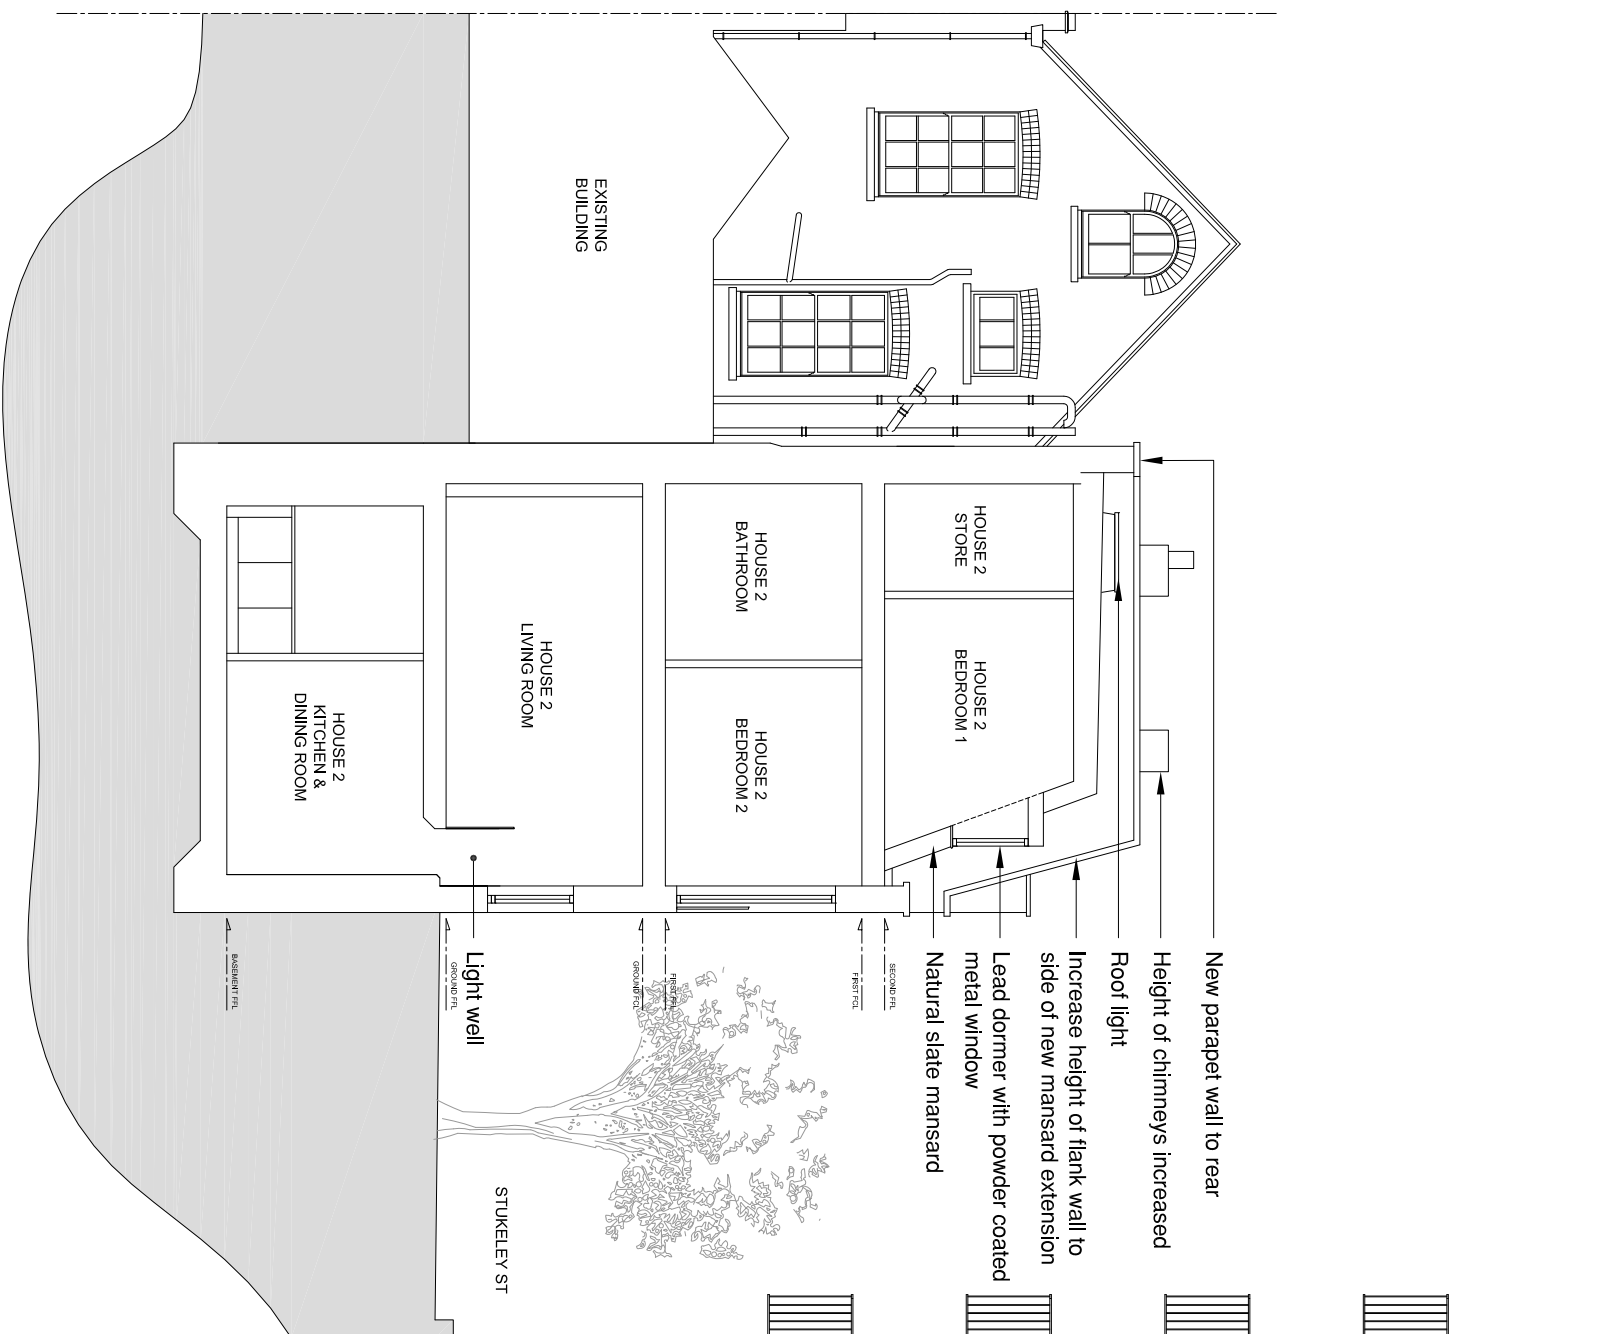 New parapet wall to rear
Height of chimneys increased
Roof light
Increase height of flank wall to
side of new mansard extension
Lead dormer with powder coated
metal window
Natural slate mansard
HOUSE 2
STORE
HOUSE 2
BEDROOM 1
SECOND FFL
FIRST FCL
HOUSE 2
BATHROOM
HOUSE 2
BEDROOM 2
FIRST FFL
GROUND FCL
EXISTING
BUILDING
HOUSE 2
LIVING ROOM
STUKELEY ST
Light well
GROUND FFL
HOUSE 2
KITCHEN &
DINING ROOM
BASEMENT FFL